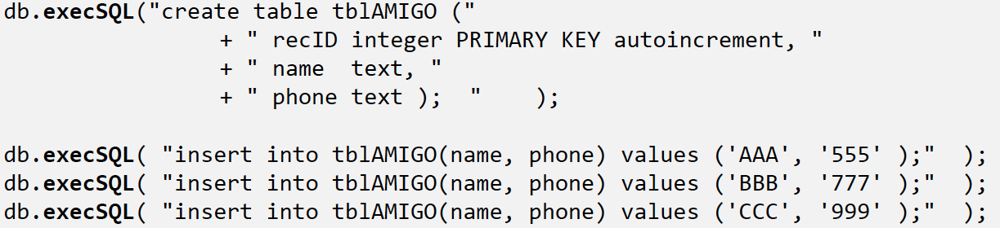 db.execSQL("create table tblAMIGO ("
+ " recID integer PRIMARY KEY autoincrement, "
+ " name  text, "
+ " phone text );  "    );
db.execSQL( "insert into tblAMIGO(name, phone) values ('AAA', '555' );"  );
db.execSQL( "insert into tblAMIGO(name, phone) values ('BBB', '777' );"  );
db.execSQL( "insert into tblAMIGO(name, phone) values ('CCC', '999' );"  );